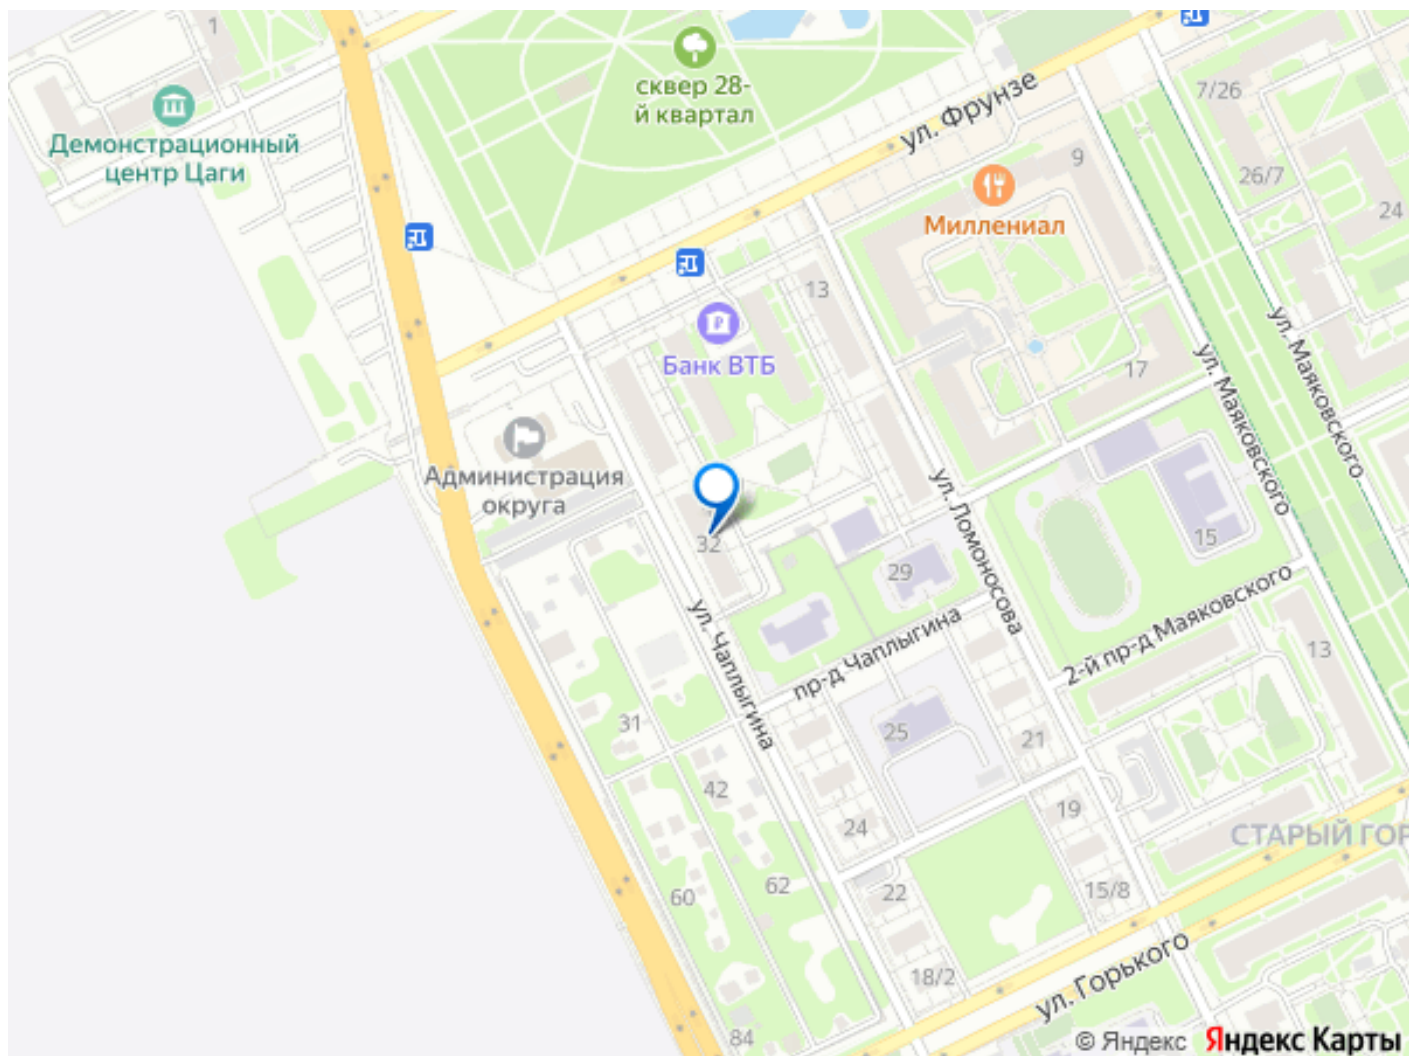 1
сквер 28-
й квартал
ул. Фрунзе
7/26
Демонстрационный
центр Цаги
9
26/7
24
Миллениал
13
Банк ВТБ
17
ул. Маяковского
ул. Маяковского
Администрация
округа
ул. Ломоносова
32
15
29
ул. Чаплыгина
пр-д Чаплыгина
2-й пр-д Маяковского
13
31
25
21
42
24
19
СТАРЫЙ ГОР
60
62
22
15/8
18/2
ул. Горького
84
© Яндекс Яндекс Карты